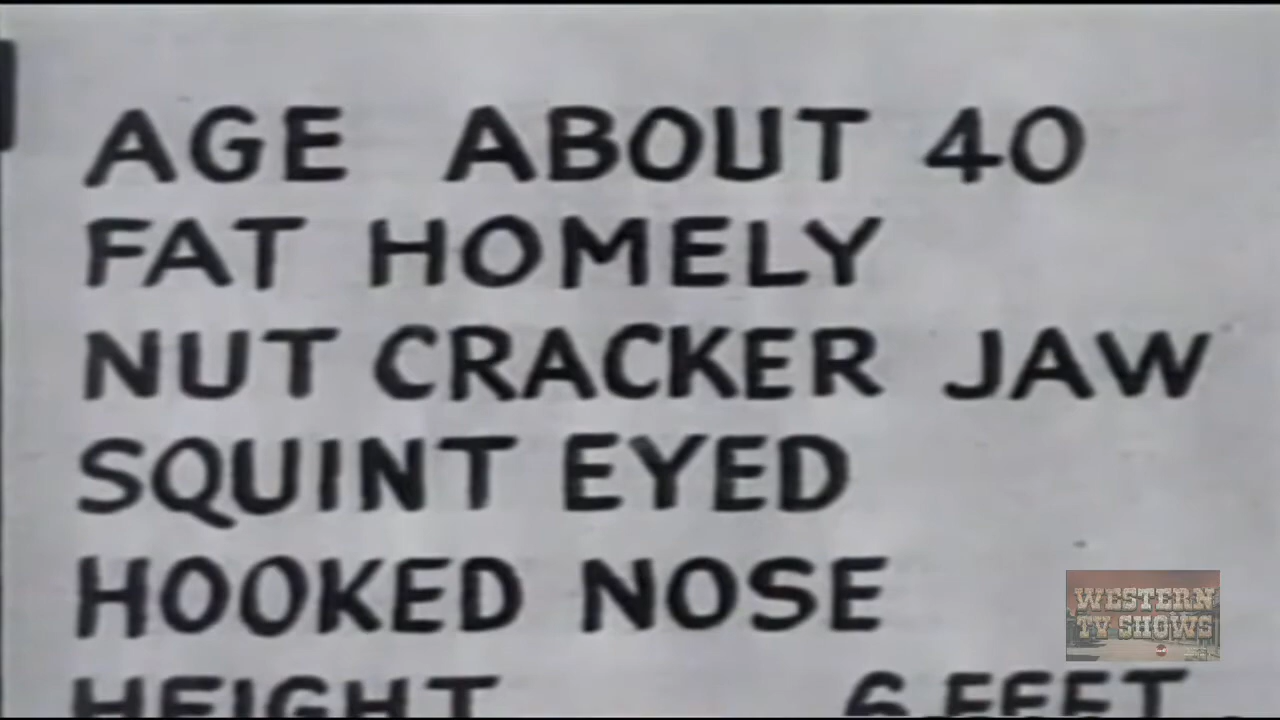 AGE ABOUT 40
FAT HOMELY
NUT CRACKER JAW
SQUINT EYED
HOOKED NOSE
HEIGHT 6 FEET
WESTERN
TV SHOWS